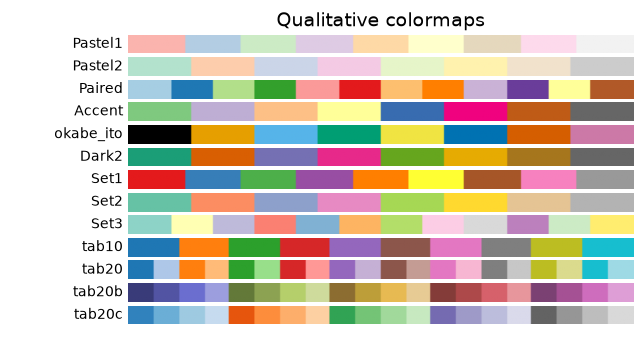 Qualitative colormaps
Pastel1
Pastel2
Paired
Accent
okabe_ito
Dark2
Set1
Set2
Set3
tab10
tab20
tab20b
tab20c